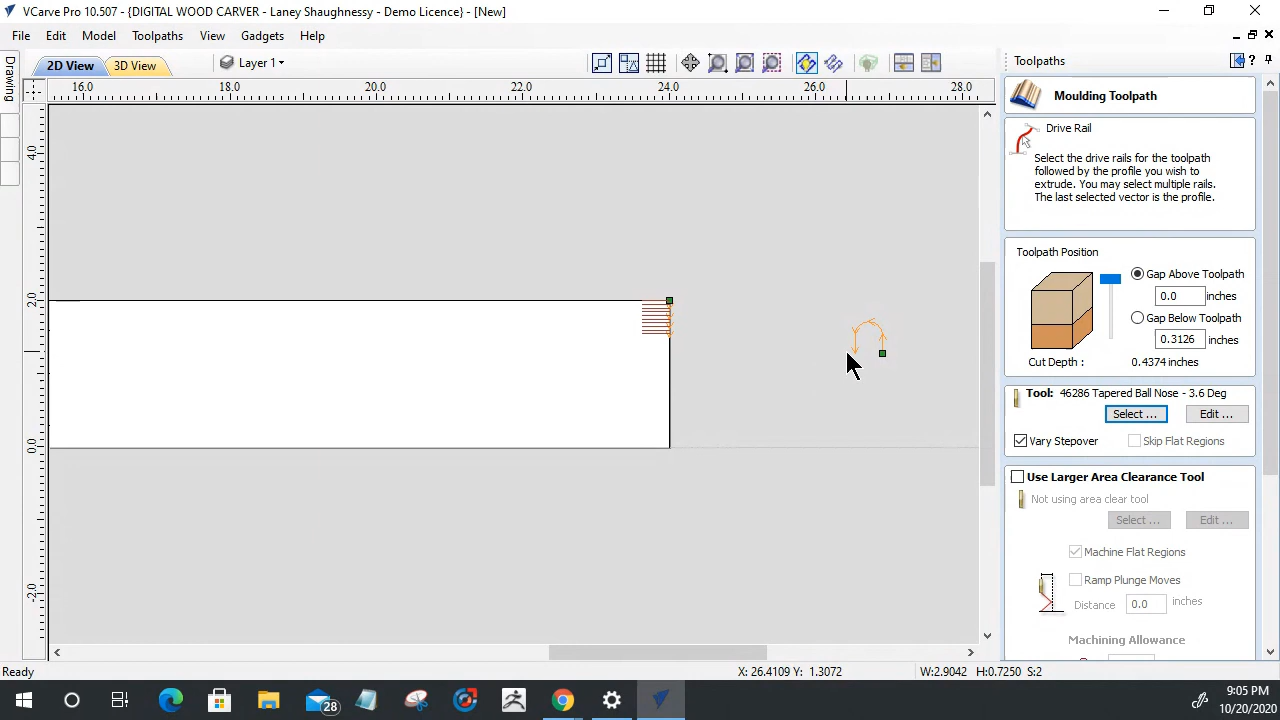 VCarve Pro 10.507 - {DIGITAL WOOD CARVER - Laney Shaughnessy - Demo Licence} - [New]
File Edit Model Toolpaths View Gadgets Help
Drawing
2D View 3D View Layer 1
16.0 18.0 20.0 22.0 24.0 26.0 28.0
4.0
2.0
0.0
-2.0
Toolpaths
Moulding Toolpath
Drive Rail
Select the drive rails for the toolpath
followed by the profile you wish to
extrude. You may select multiple rails.
The last selected vector is the profile.
Toolpath Position
Gap Above Toolpath
0.0 inches
Gap Below Toolpath
0.3126 inches
Cut Depth : 0.4374 inches
Tool: 46286 Tapered Ball Nose - 3.6 Deg
Select ... Edit ...
Vary Stepover Skip Flat Regions
Use Larger Area Clearance Tool
Not using area clear tool
Select ... Edit ...
Machine Flat Regions
Ramp Plunge Moves
Distance 0.0 inches
Machining Allowance
Ready X: 26.4109 Y: 1.3072 W:2.9042 H:0.7250 S:2
28
9:05 PM
10/20/2020